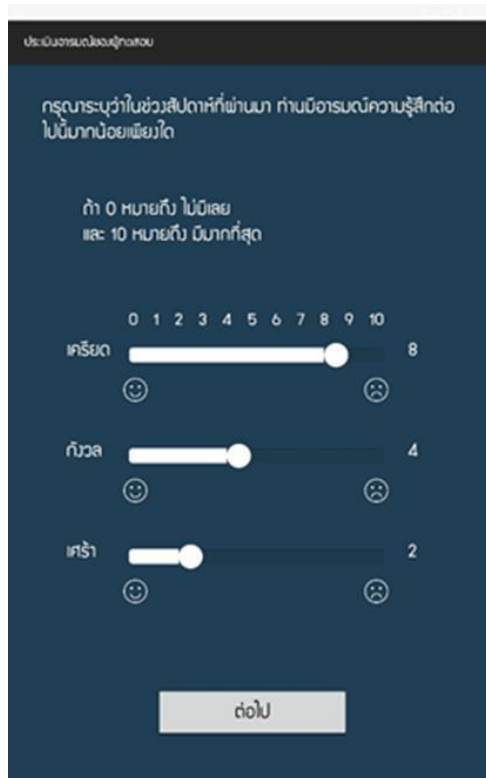 ประเมินอารมณ์ของผู้ทดสอบ
กรุณาระบุว่าในช่วงสัปดาห์ที่ผ่านมา ท่านมีอารมณ์ความรู้สึกต่อ
ไปนี้มากน้อยเพียงใด
ถ้า 0 หมายถึง ไม่มีเลย
และ 10 หมายถึง มีมากที่สุด
0 1 2 3 4 5 6 7 8 9 10
เครียด 8
กังวล 4
เศร้า 2
ต่อไป